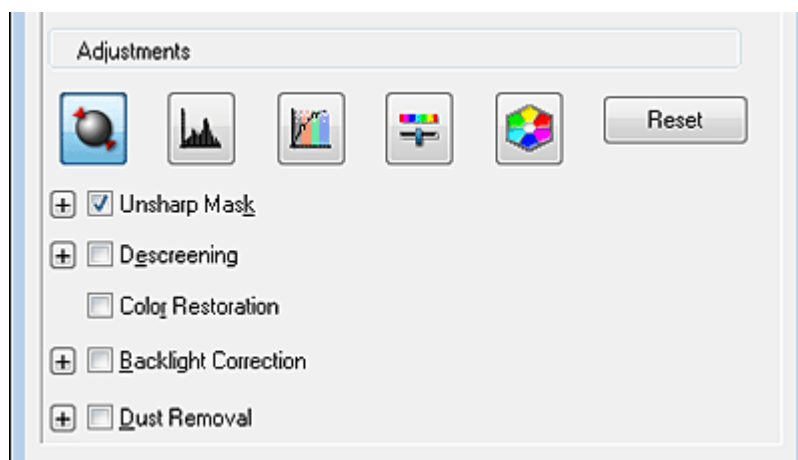 Adjustments
Reset
Unsharp Mask
Descreening
Color Restoration
Backlight Correction
Dust Removal